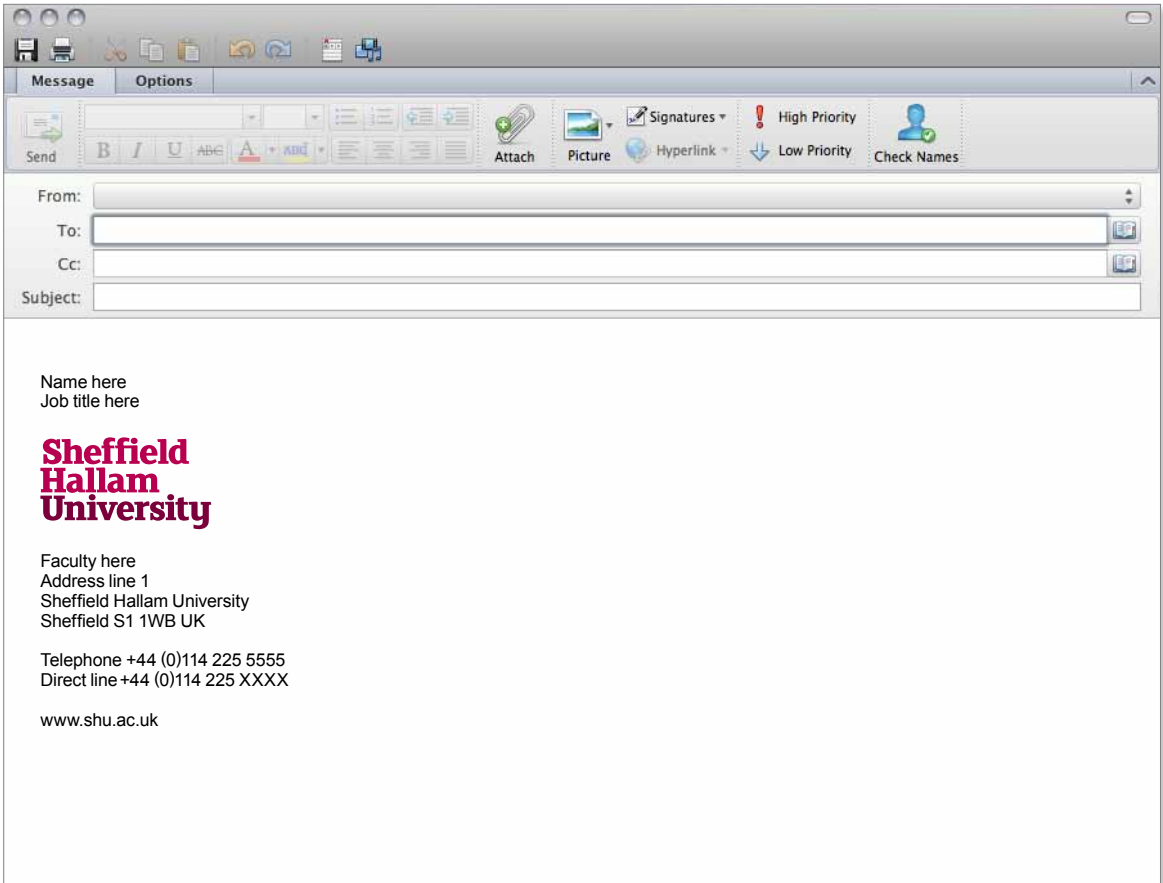 Message Options
Send
B I U ABC A ABC
Attach
Picture
Signatures
Hyperlink
High Priority
Low Priority
Check Names
From:
To:
Cc:
Subject:
Name here
Job title here
Sheffield
Hallam
University
Faculty here
Address line 1
Sheffield Hallam University
Sheffield S1 1WB UK
Telephone +44 (0)114 225 5555
Direct line +44 (0)114 225 XXXX
www.shu.ac.uk